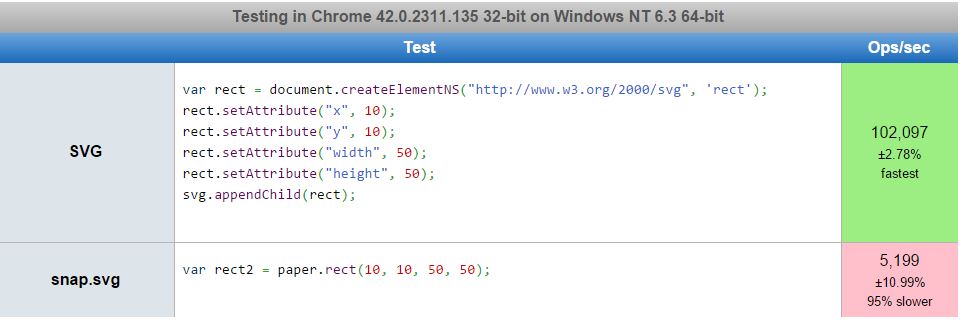 Testing in Chrome 42.0.2311.135 32-bit on Windows NT 6.3 64-bit
Test Ops/sec
SVG
var rect = document.createElementNS("http://www.w3.org/2000/svg", 'rect');
rect.setAttribute("x", 10);
rect.setAttribute("y", 10);
rect.setAttribute("width", 50);
rect.setAttribute("height", 50);
svg.appendChild(rect);
102,097
±2.78%
fastest
snap.svg
var rect2 = paper.rect(10, 10, 50, 50);
5,199
±10.99%
95% slower